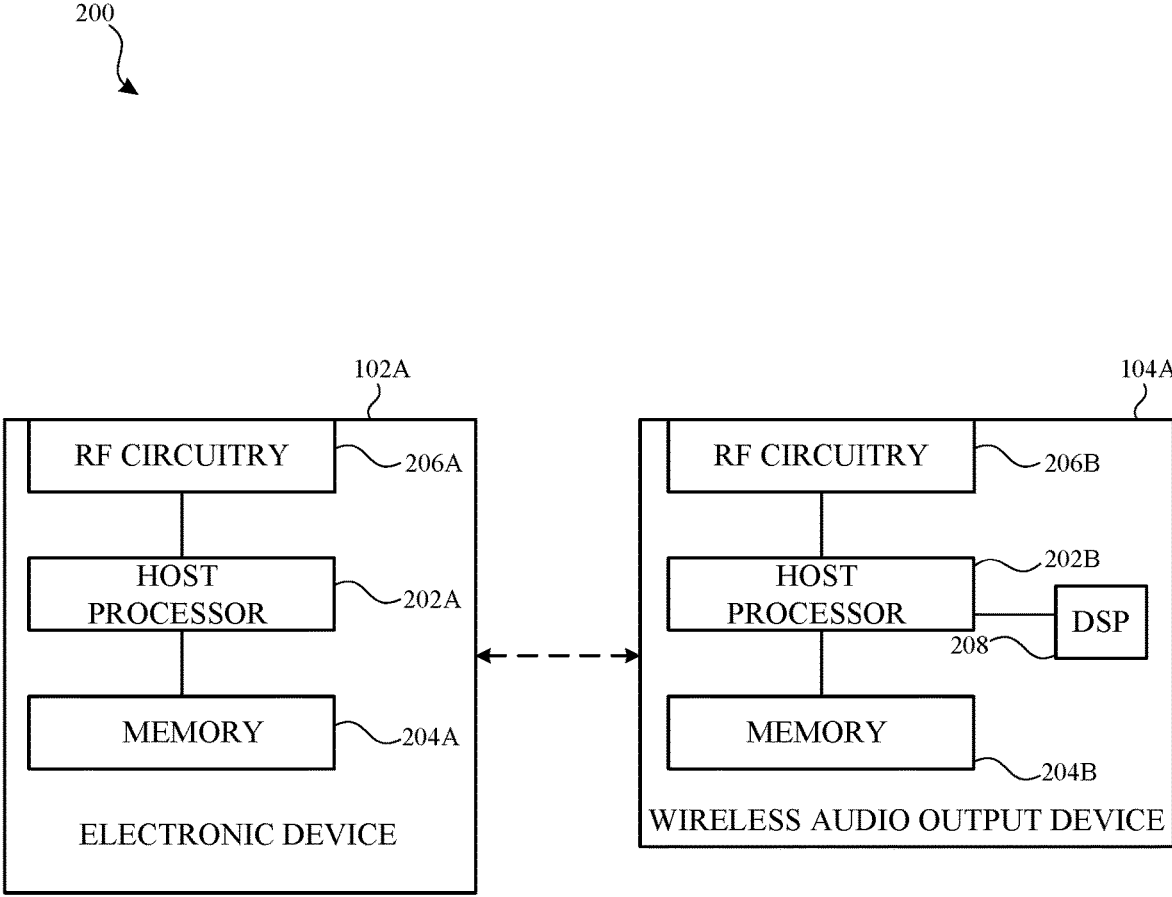 200
102A
RF CIRCUITRY
206A
HOST
PROCESSOR
202A
MEMORY
204A
ELECTRONIC DEVICE
104A
RF CIRCUITRY
206B
HOST
PROCESSOR
202B
DSP
208
MEMORY
204B
WIRELESS AUDIO OUTPUT DEVICE